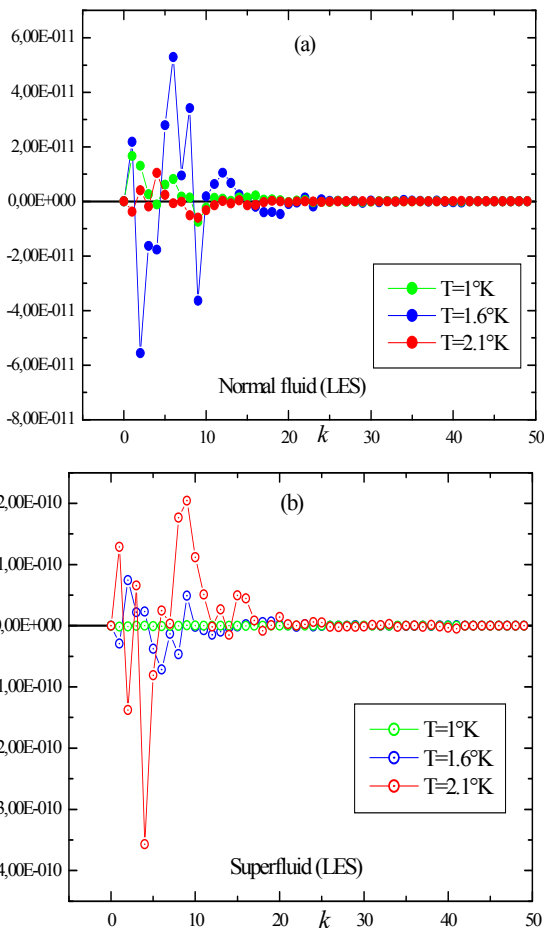 (a)
6,00E-011
4,00E-011
2,00E-011
0,00E+000
-2,00E-011
-4,00E-011
-6,00E-011
-8,00E-011
T=1°K
T=1.6°K
T=2.1°K
Normal fluid (LES)
0 10 20 30 40 50
k
(b)
2,00E-010
1,00E-010
0,00E+000
1,00E-010
2,00E-010
3,00E-010
4,00E-010
T=1°K
T=1.6°K
T=2.1°K
Superfluid (LES)
0 10 20 30 40 50
k